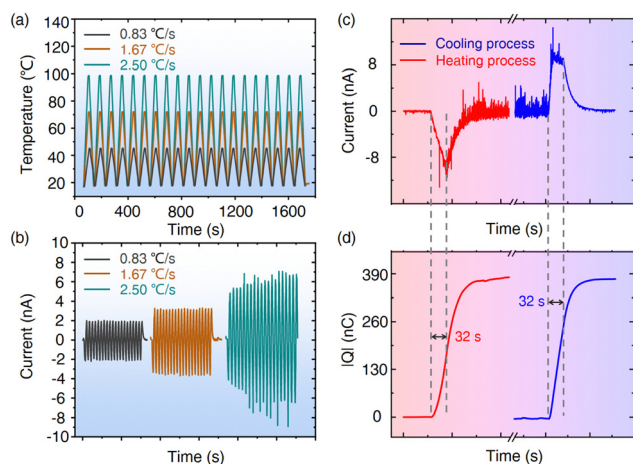 (a)
0.83 ℃/s
1.67 ℃/s
2.50 ℃/s
Temperature (℃)
140
120
100
80
60
40
20
0
400
800
1200
1600
Time (s)
(b)
0.83 ℃/s
1.67 ℃/s
2.50 ℃/s
Current (nA)
10
8
6
4
2
0
-2
-4
-6
-8
-10
Time (s)
(c)
Cooling process
Heating process
Current (nA)
8
0
-8
Time (s)
(d)
|Q| (nC)
390
260
130
0
32 s
32 s
Time (s)